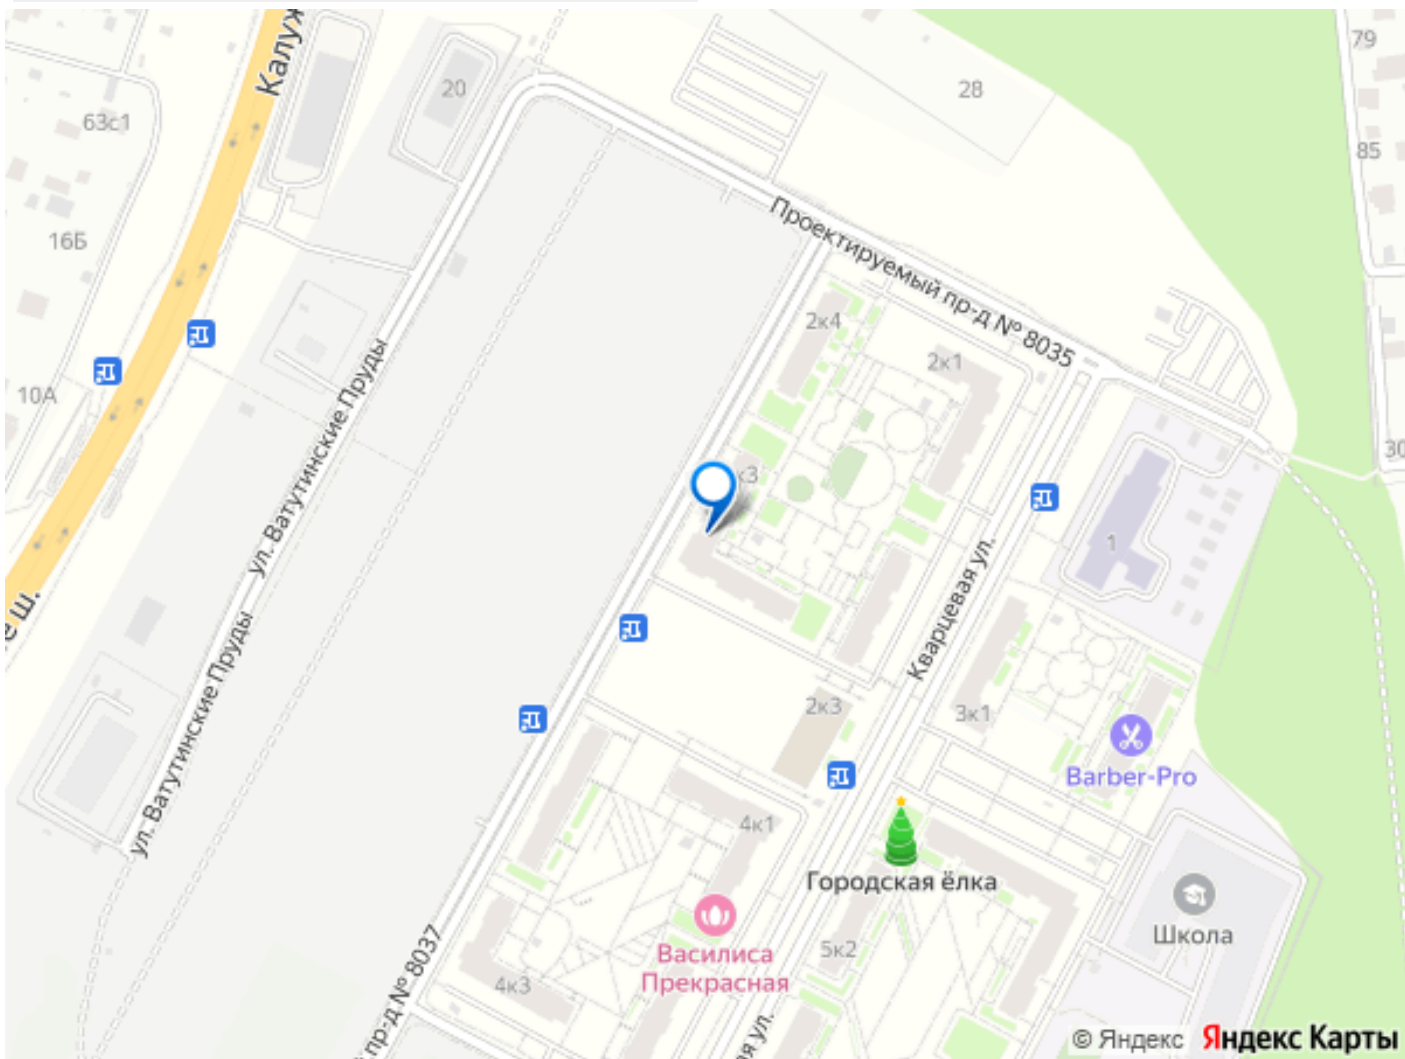 Калуж
79
20
28
63с1
85
Проектируемый пр-д № 8035
16Б
2к4
2к1
10А
ул. Ватутинские Пруды
30
к3
1
е ш.
Кварцевая ул.
ул. Ватутинские Пруды
2к3
3к1
Barber-Pro
4к1
Городская ёлка
Василиса
Прекрасная
5к2
Школа
4к3
пр-д № 8037
ая ул.
© Яндекс Яндекс Карты